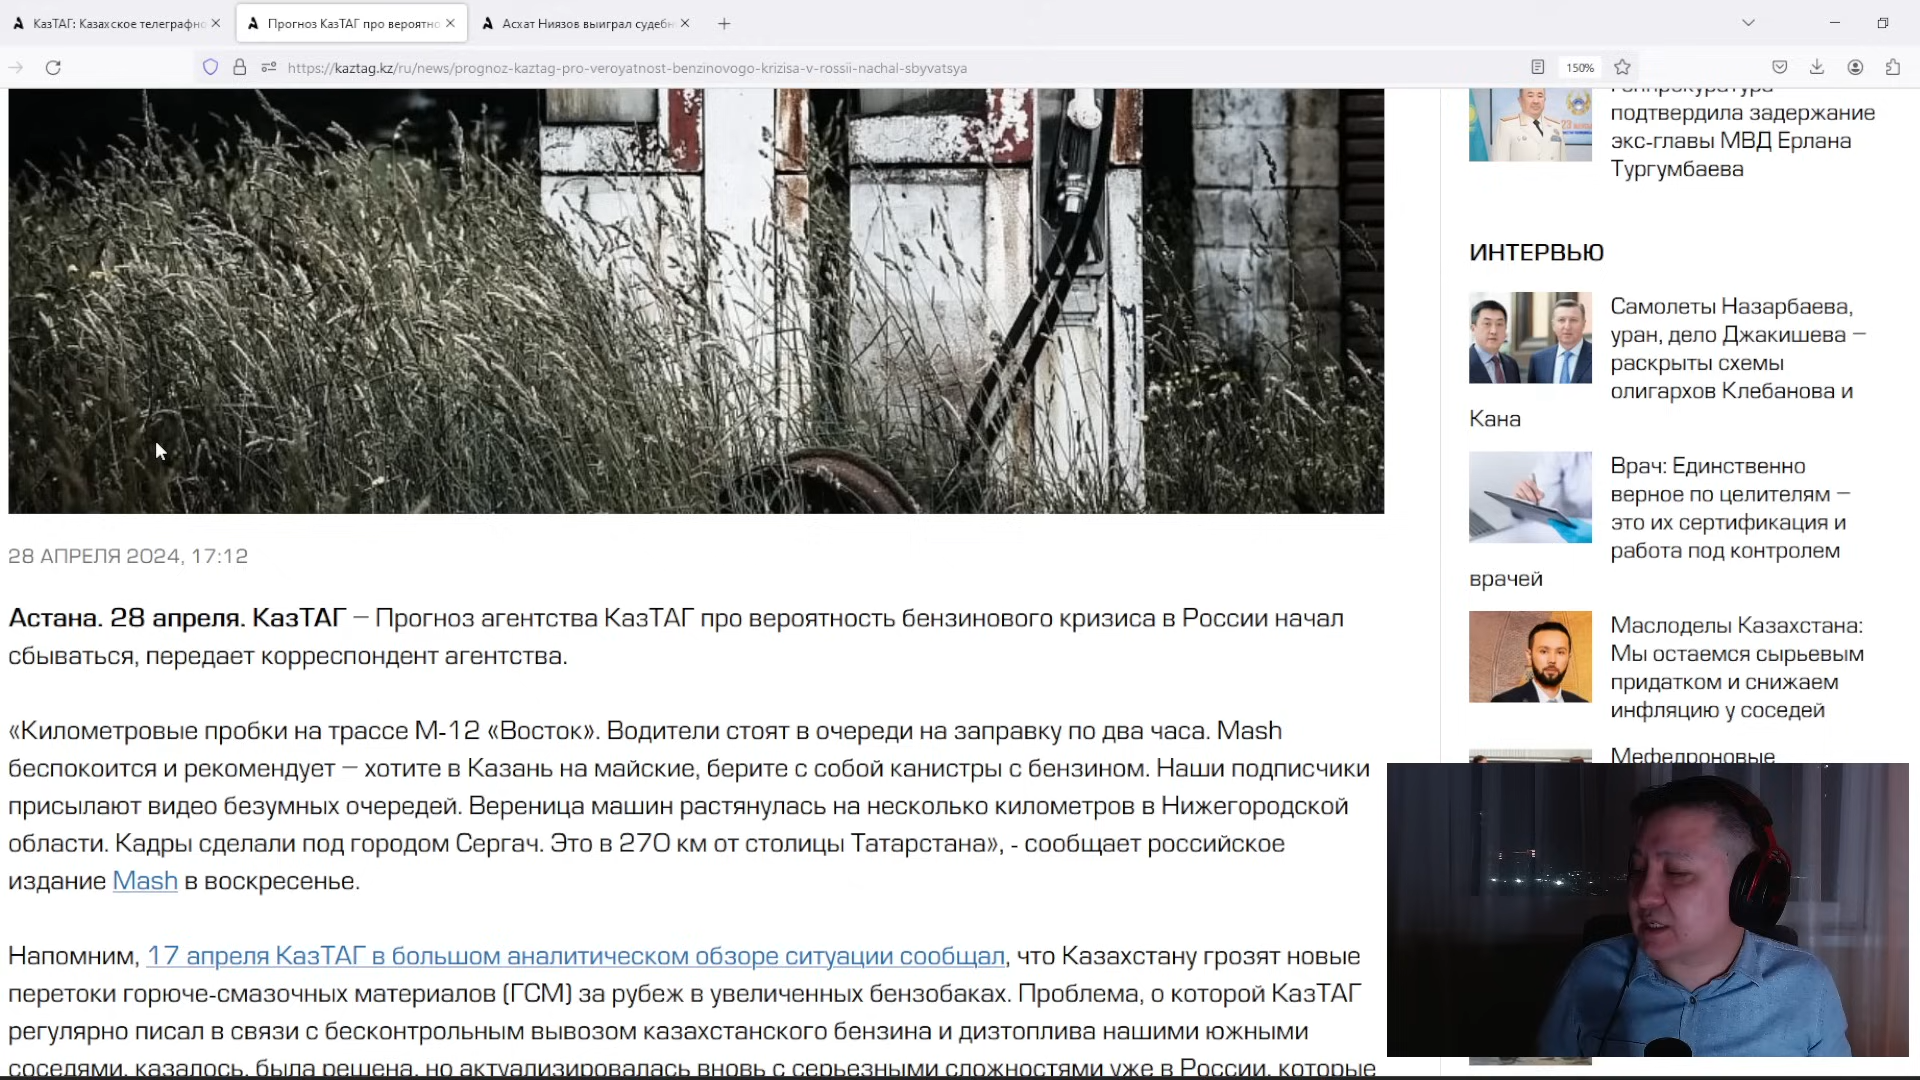 КазТАГ: Казахское телеграфно
Прогноз КазТАГ про вероятно
Асхат Ниязов выиграл судеб
https://kaztag.kz/ru/news/prognoz-kaztag-pro-veroyatnost-benzinovogo-krizisa-v-rossii-nachal-sbyvatsya
150%
28 АПРЕЛЯ 2024, 17:12
Астана. 28 апреля. КазТАГ – Прогноз агентства КазТАГ про вероятность бензинового кризиса в России начал
сбываться, передает корреспондент агентства.
«Километровые пробки на трассе М-12 «Восток». Водители стоят в очереди на заправку по два часа. Mash
беспокоится и рекомендует – хотите в Казань на майские, берите с собой канистры с бензином. Наши подписчики
присылают видео безумных очередей. Вереница машин растянулась на несколько километров в Нижегородской
области. Кадры сделали под городом Сергач. Это в 270 км от столицы Татарстана», - сообщает российское
издание Mash в воскресенье.
Напомним, 17 апреля КазТАГ в большом аналитическом обзоре ситуации сообщал, что Казахстану грозят новые
перетоки горюче-смазочных материалов (ГСМ) за рубеж в увеличенных бензобаках. Проблема, о которой КазТАГ
регулярно писал в связи с бесконтрольным вывозом казахстанского бензина и дизтоплива нашими южными
соседями, казалось, была решена, но актуализировалась вновь с серьезными сложностями уже в России, которые
Генпрокуратура
подтвердила задержание
экс-главы МВД Ерлана
Тургумбаева
ИНТЕРВЬЮ
Самолеты Назарбаева,
уран, дело Джакишева –
раскрыты схемы
олигархов Клебанова и
Кана
Врач: Единственно
верное по целителям –
это их сертификация и
работа под контролем
врачей
Маслоделы Казахстана:
Мы остаемся сырьевым
придатком и снижаем
инфляцию у соседей
Мефедроновые